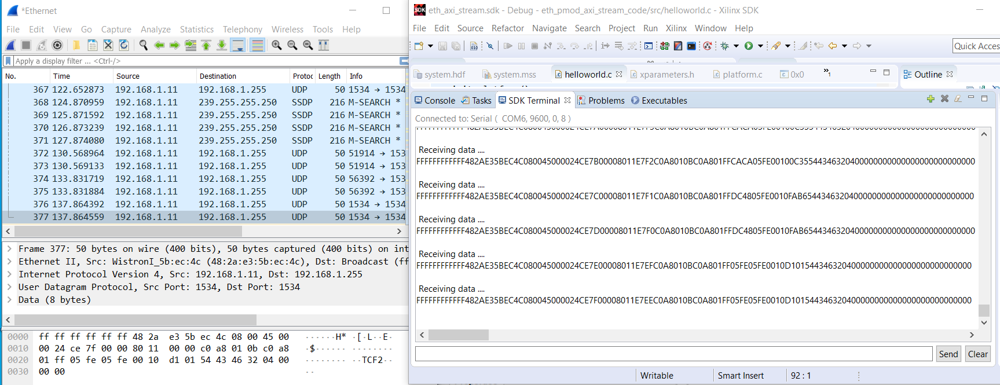 *Ethernet
File Edit View Go Capture Analyze Statistics Telephony Wireless Tools Help
Apply a display filter ... <Ctrl-/>
No. Time Source Destination Protoc Length Info
367 122.652873 192.168.1.11 192.168.1.255 UDP 50 1534 → 1534
368 124.870959 192.168.1.11 239.255.255.250 SSDP 216 M-SEARCH *
369 125.871592 192.168.1.11 239.255.255.250 SSDP 216 M-SEARCH *
370 126.873239 192.168.1.11 239.255.255.250 SSDP 216 M-SEARCH *
371 127.874080 192.168.1.11 239.255.255.250 SSDP 216 M-SEARCH *
372 130.568964 192.168.1.11 192.168.1.255 UDP 50 51914 → 153
373 130.569133 192.168.1.11 192.168.1.255 UDP 50 51914 → 153
374 133.831719 192.168.1.11 192.168.1.255 UDP 50 56392 → 153
375 133.831884 192.168.1.11 192.168.1.255 UDP 50 56392 → 153
376 137.864392 192.168.1.11 192.168.1.255 UDP 50 1534 → 1534
377 137.864559 192.168.1.11 192.168.1.255 UDP 50 1534 → 1534
Frame 377: 50 bytes on wire (400 bits), 50 bytes captured (400 bits) on int
Ethernet II, Src: WistronI_5b:ec:4c (48:2a:e3:5b:ec:4c), Dst: Broadcast (ff
Internet Protocol Version 4, Src: 192.168.1.11, Dst: 192.168.1.255
User Datagram Protocol, Src Port: 1534, Dst Port: 1534
Data (8 bytes)
0000 ff ff ff ff ff ff 48 2a e3 5b ec 4c 08 00 45 00 ······H* ·[·L··E·
0010 00 24 ce 7f 00 00 80 11 00 00 c0 a8 01 0b c0 a8 ·$······ ········
0020 01 ff 05 fe 05 fe 00 10 d1 01 54 43 46 32 04 00 ········ ··TCF2··
0030 00 00 ··
eth_axi_stream.sdk - Debug - eth_pmod_axi_stream_code/src/helloworld.c - Xilinx SDK
File Edit Source Refactor Navigate Search Project Run Xilinx Window Help
Quick Acces
system.hdf system.mss helloworld.c xparameters.h platform.c 0x0 »1 Outline
Console Tasks SDK Terminal Problems Executables
Connected to: Serial ( COM6, 9600, 0, 8 )
Receiving data ....
FFFFFFFFFFFF482AE35BEC4C080045000024CE7B00008011E7F2C0A8010BC0A801FFCACA05FE00100C3554434632040000000000000000000000000
Receiving data ....
FFFFFFFFFFFF482AE35BEC4C080045000024CE7C00008011E7F1C0A8010BC0A801FFDC4805FE0010FAB654434632040000000000000000000000000
Receiving data ....
FFFFFFFFFFFF482AE35BEC4C080045000024CE7D00008011E7F0C0A8010BC0A801FFDC4805FE0010FAB654434632040000000000000000000000000
Receiving data ....
FFFFFFFFFFFF482AE35BEC4C080045000024CE7E00008011E7EFC0A8010BC0A801FF05FE05FE0010D10154434632040000000000000000000000000
Receiving data ....
FFFFFFFFFFFF482AE35BEC4C080045000024CE7F00008011E7EEC0A8010BC0A801FF05FE05FE0010D10154434632040000000000000000000000000
Send Clear
Writable Smart Insert 92 : 1